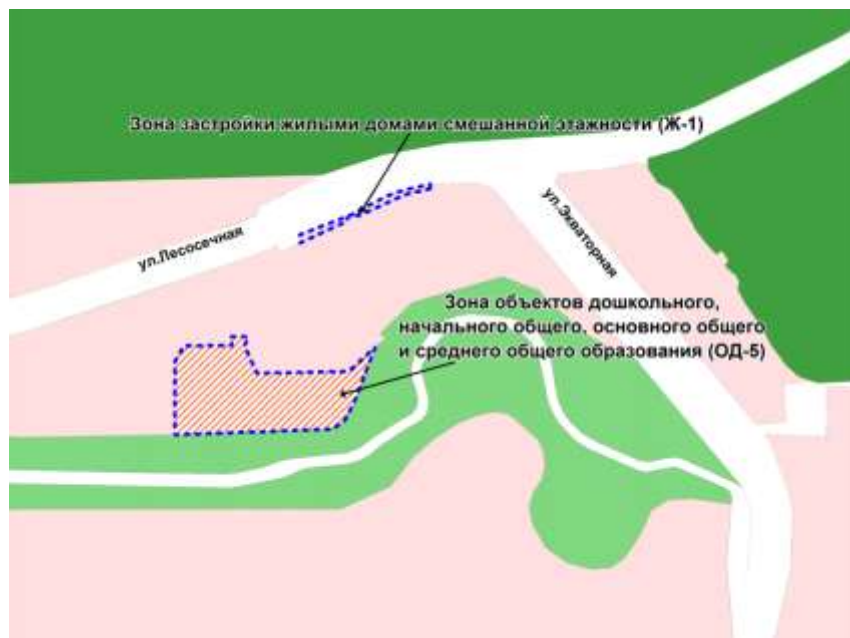 Зона застройки жилыми домами смешанной этажности (Ж-1)
ул.Лесосечная
ул.Экваторная
Зона объектов дошкольного,
начального общего, основного общего
и среднего общего образования (ОД-5)